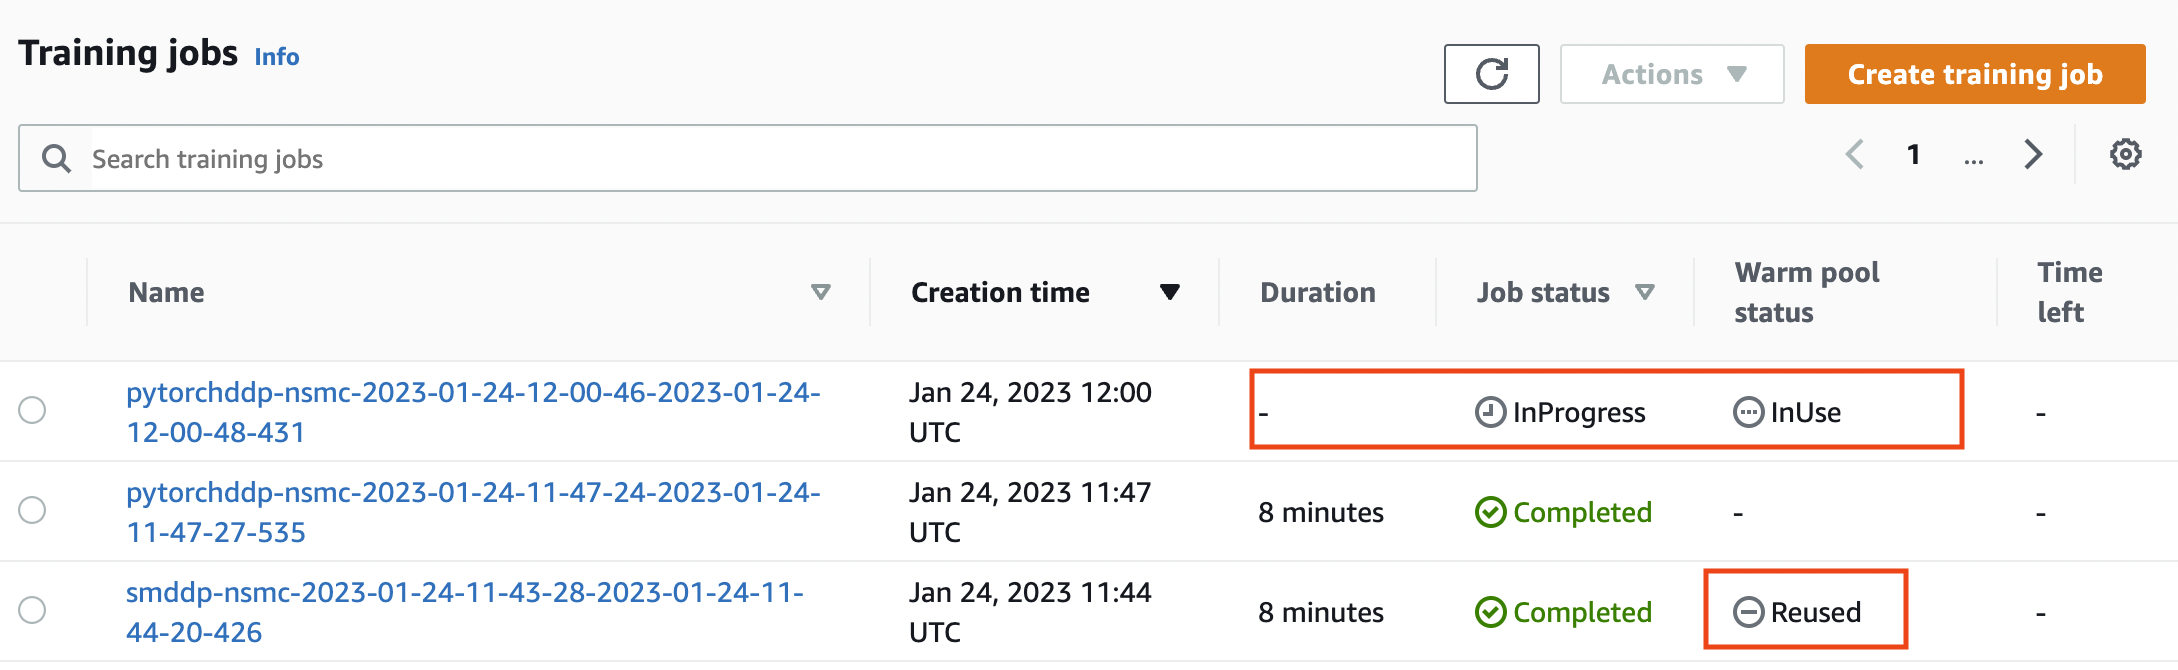 Training jobs Info
Actions
Create training job
Search training jobs
1 ...
Name
Creation time
Duration
Job status
Warm pool
status
Time
left
pytorchddp-nsmc-2023-01-24-12-00-46-2023-01-24-
12-00-48-431
Jan 24, 2023 12:00
UTC
-
InProgress
InUse
-
pytorchddp-nsmc-2023-01-24-11-47-24-2023-01-24-
11-47-27-535
Jan 24, 2023 11:47
UTC
8 minutes
Completed
-
-
smddp-nsmc-2023-01-24-11-43-28-2023-01-24-11-
44-20-426
Jan 24, 2023 11:44
UTC
8 minutes
Completed
Reused
-